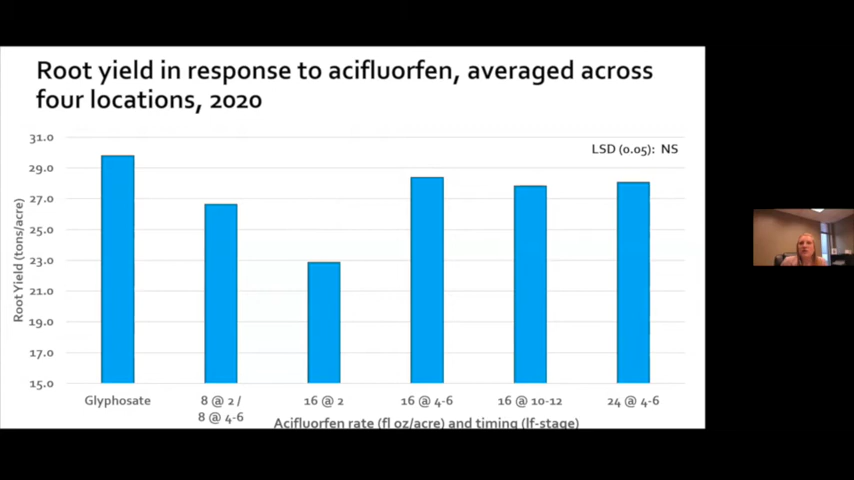 Root yield in response to acifluorfen, averaged across
four locations, 2020
LSD (0.05): NS
Root Yield (tons/acre)
31.0
29.0
27.0
25.0
23.0
21.0
19.0
17.0
15.0
Glyphosate
8 @ 2 /
8 @ 4-6
16 @ 2
16 @ 4-6
16 @ 10-12
24 @ 4-6
Acifluorfen rate (fl oz/acre) and timing (lf-stage)